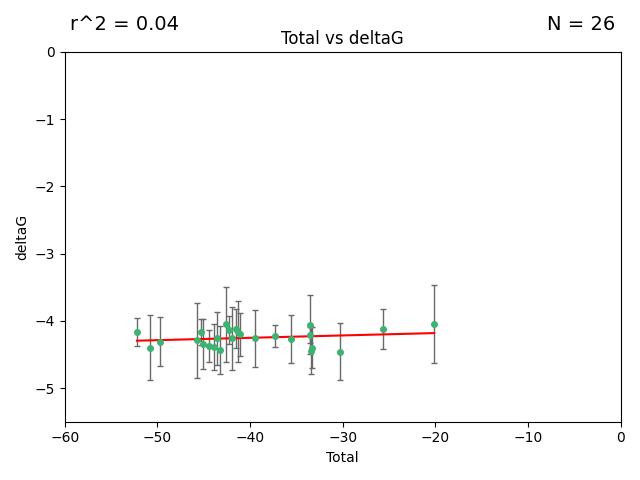 r^2 = 0.04
N = 26
Total vs deltaG
0
−1
−2
−3
−4
−5
deltaG
−60
−50
−40
−30
−20
−10
0
Total